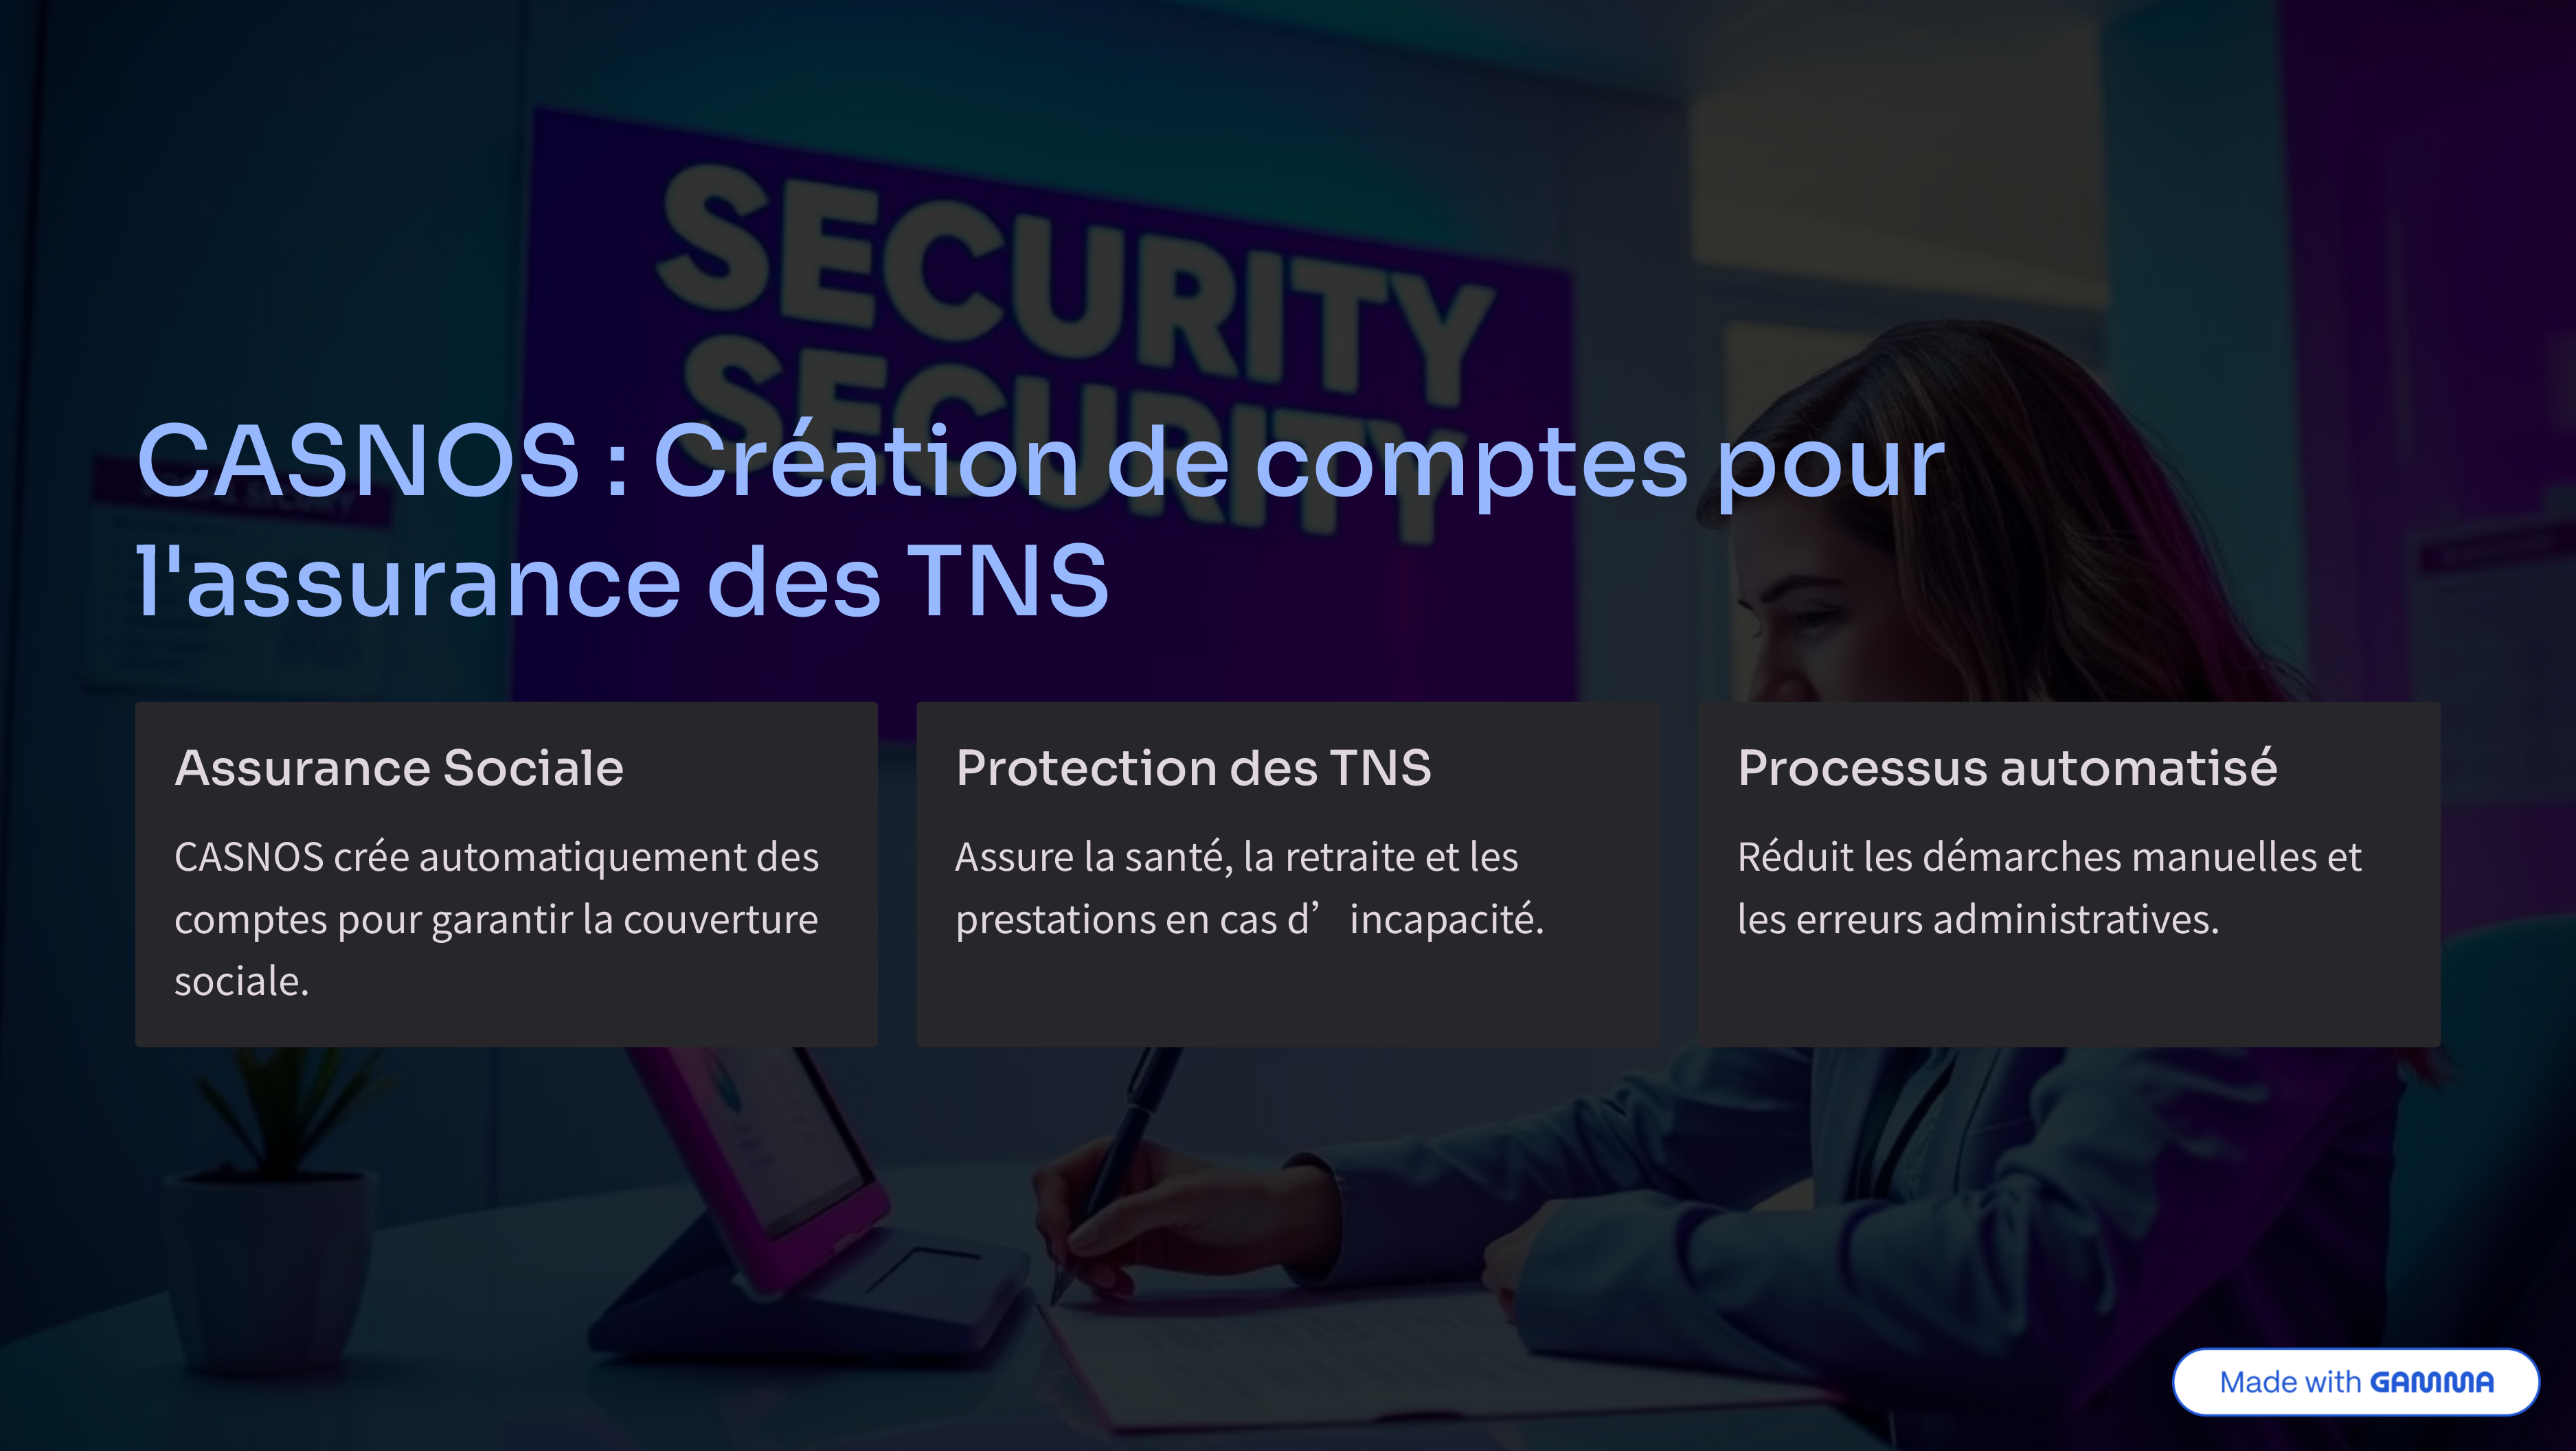 SECURITY
SECURITY
CASNOS : Création de comptes pour
l'assurance des TNS
Assurance Sociale
CASNOS crée automatiquement des
comptes pour garantir la couverture
sociale.
Protection des TNS
Assure la santé, la retraite et les
prestations en cas d’ incapacité.
Processus automatisé
Réduit les démarches manuelles et
les erreurs administratives.
Made with GAMMA